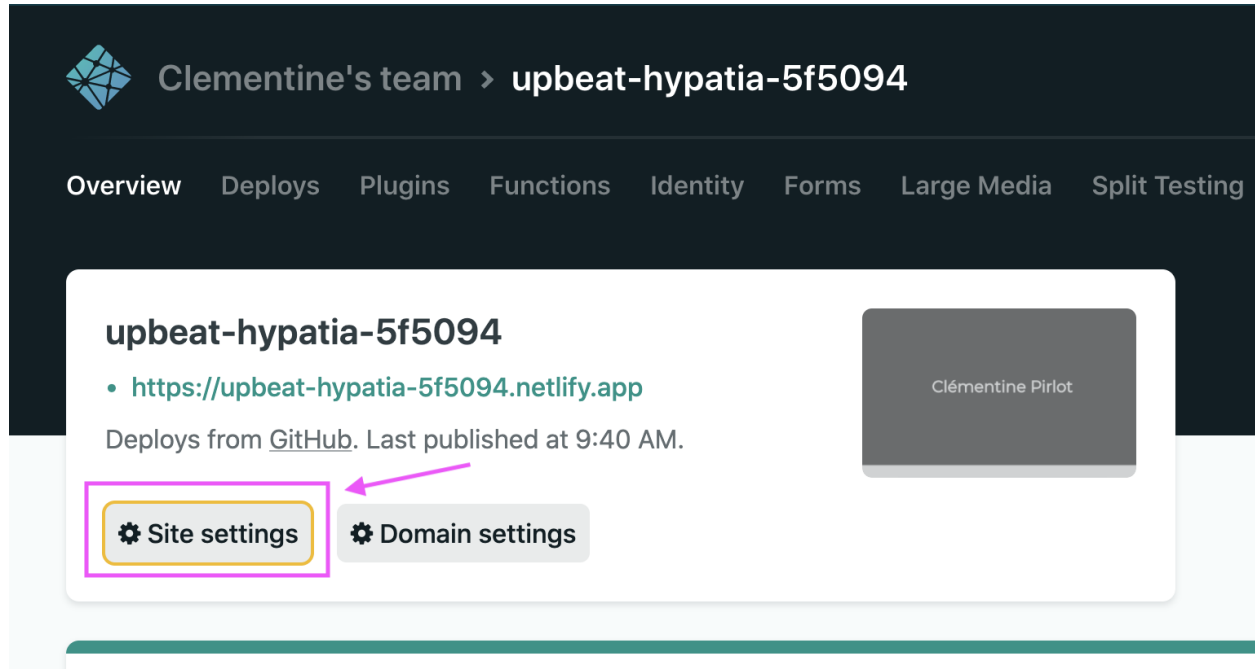 Clementine's team > upbeat-hypatia-5f5094
Overview Deploys Plugins Functions Identity Forms Large Media Split Testing
upbeat-hypatia-5f5094
• https://upbeat-hypatia-5f5094.netlify.app
Deploys from GitHub. Last published at 9:40 AM.
Clémentine Pirlot
Site settings Domain settings